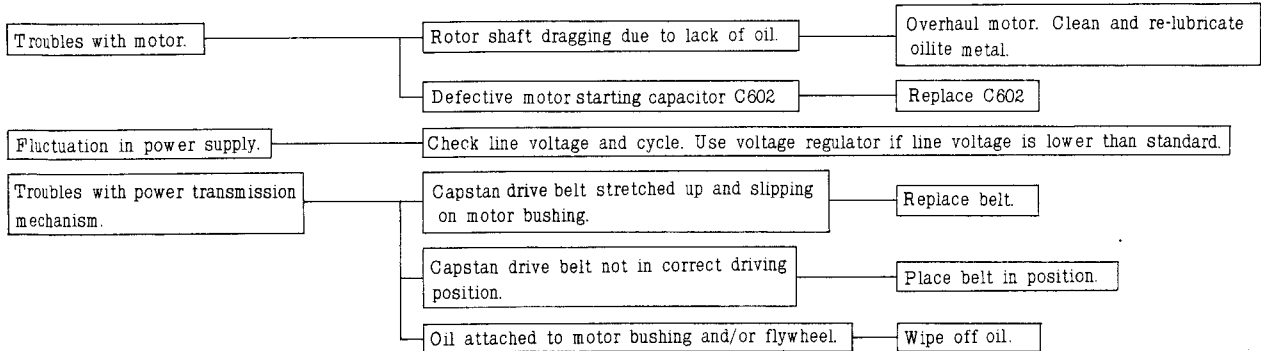 Troubles with motor.
Rotor shaft dragging due to lack of oil.
Overhaul motor. Clean and re-lubricate
oilite metal.
Defective motor starting capacitor C602
Replace C602
Fluctuation in power supply.
Check line voltage and cycle. Use voltage regulator if line voltage is lower than standard.
Troubles with power transmission
mechanism.
Capstan drive belt stretched up and slipping
on motor bushing.
Replace belt.
Capstan drive belt not in correct driving
position.
Place belt in position.
Oil attached to motor bushing and/or flywheel.
Wipe off oil.